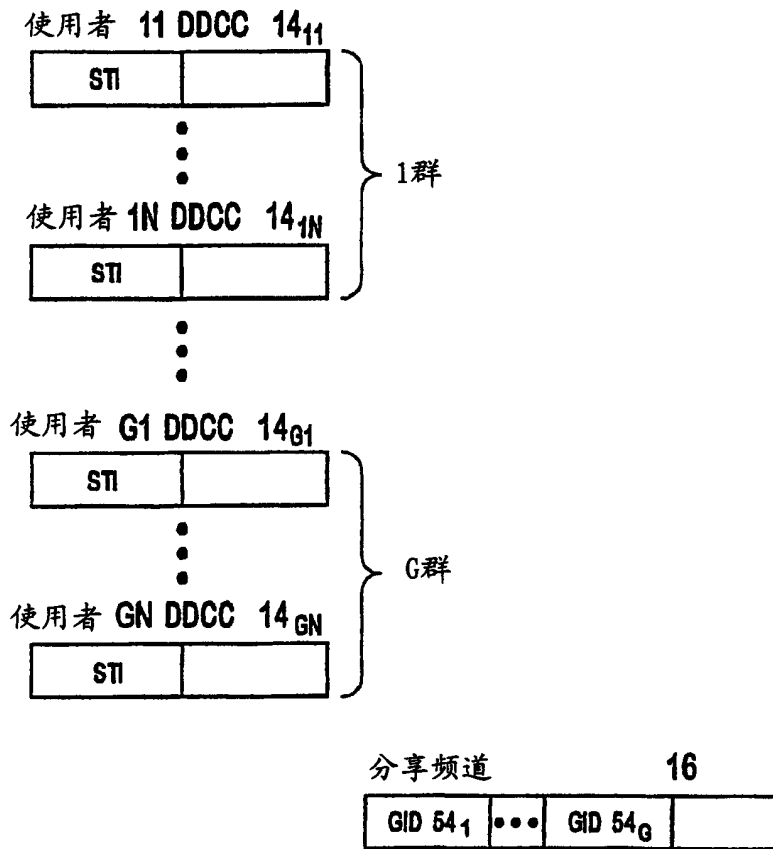 使用者 11 DDCC 14₁₁
STI
1群
使用者 1N DDCC 14₁N
STI
使用者 G1 DDCC 14G1
STI
G群
使用者 GN DDCC 14 GN
STI
分享频道 16
GID 54₁ ••• GID 54G